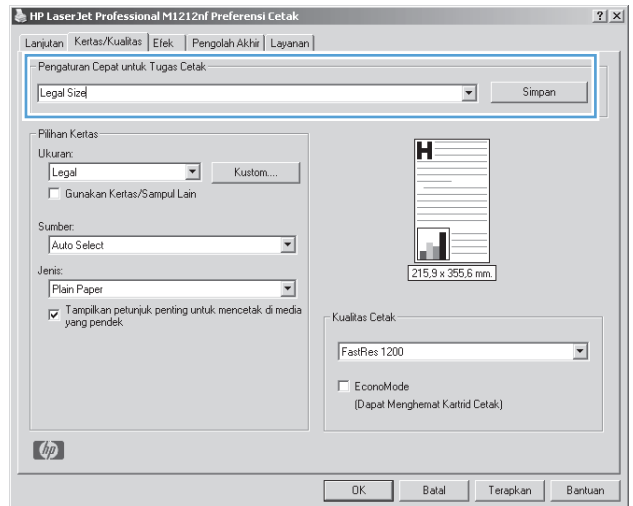 HP LaserJet Professional M1212nf Preferensi Cetak
Lanjutan Kertas/Kualitas Efek Pengolah Akhir Layanan
Pengaturan Cepat untuk Tugas Cetak
Legal Size Simpan
Pilihan Kertas
Ukuran:
Legal Kustom....
Gunakan Kertas/Sampul Lain
Sumber:
Auto Select
Jenis:
Plain Paper
Tampilkan petunjuk penting untuk mencetak di media
yang pendek
H
215,9 x 355,6 mm.
Kualitas Cetak
FastRes 1200
EconoMode
(Dapat Menghemat Kartrid Cetak)
hp
OK Batal Terapkan Bantuan